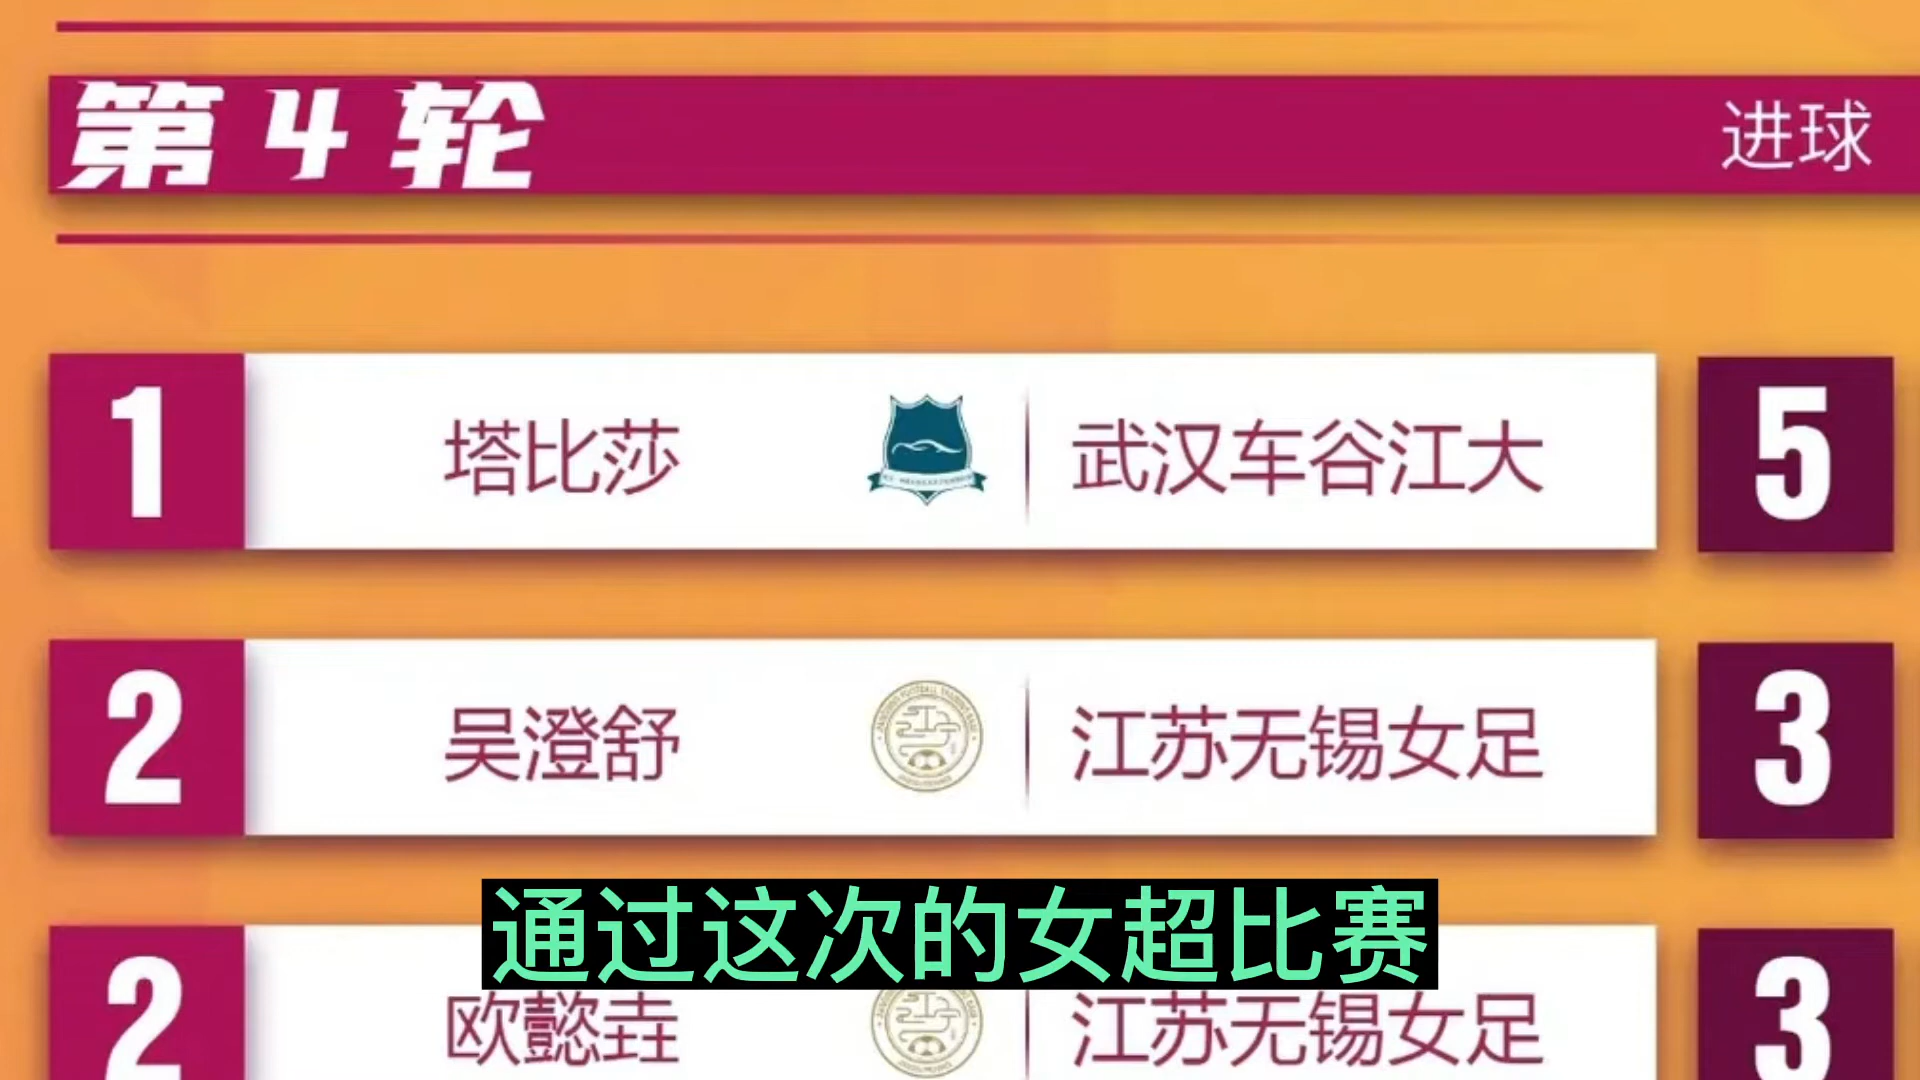 第4轮 进球
1 塔比莎 武汉车谷江大 5
2 吴澄舒 江苏无锡女足 3
通过这次的女超比赛
2 欧懿垚 江苏无锡女足 3